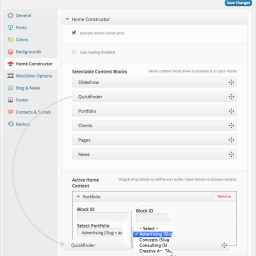 Save Changes
General
Fonts
Colors
Backgrounds
Home Constructor
NivoSlider Options
Blog & News
Footer
Contacts & Socials
Backup
Home Constructor
Activate Home Constructor
Lazy loading disabled
Selectable Content Blocks
Move content block down to activate it on your Home
Slideshow
Quickfinder
Portfolio
Clients
Pages
News
Active Home Content
Drag & drop blocks to define sort order. Open blocks to choose content.
Portfolio
Remove
Block ID
Block ID
Select Portfolio
- Select -
Advertising (Slug = as
Advertising (Slug
Concepts (Slug
Consulting (Sl
Creative
Quickfinder